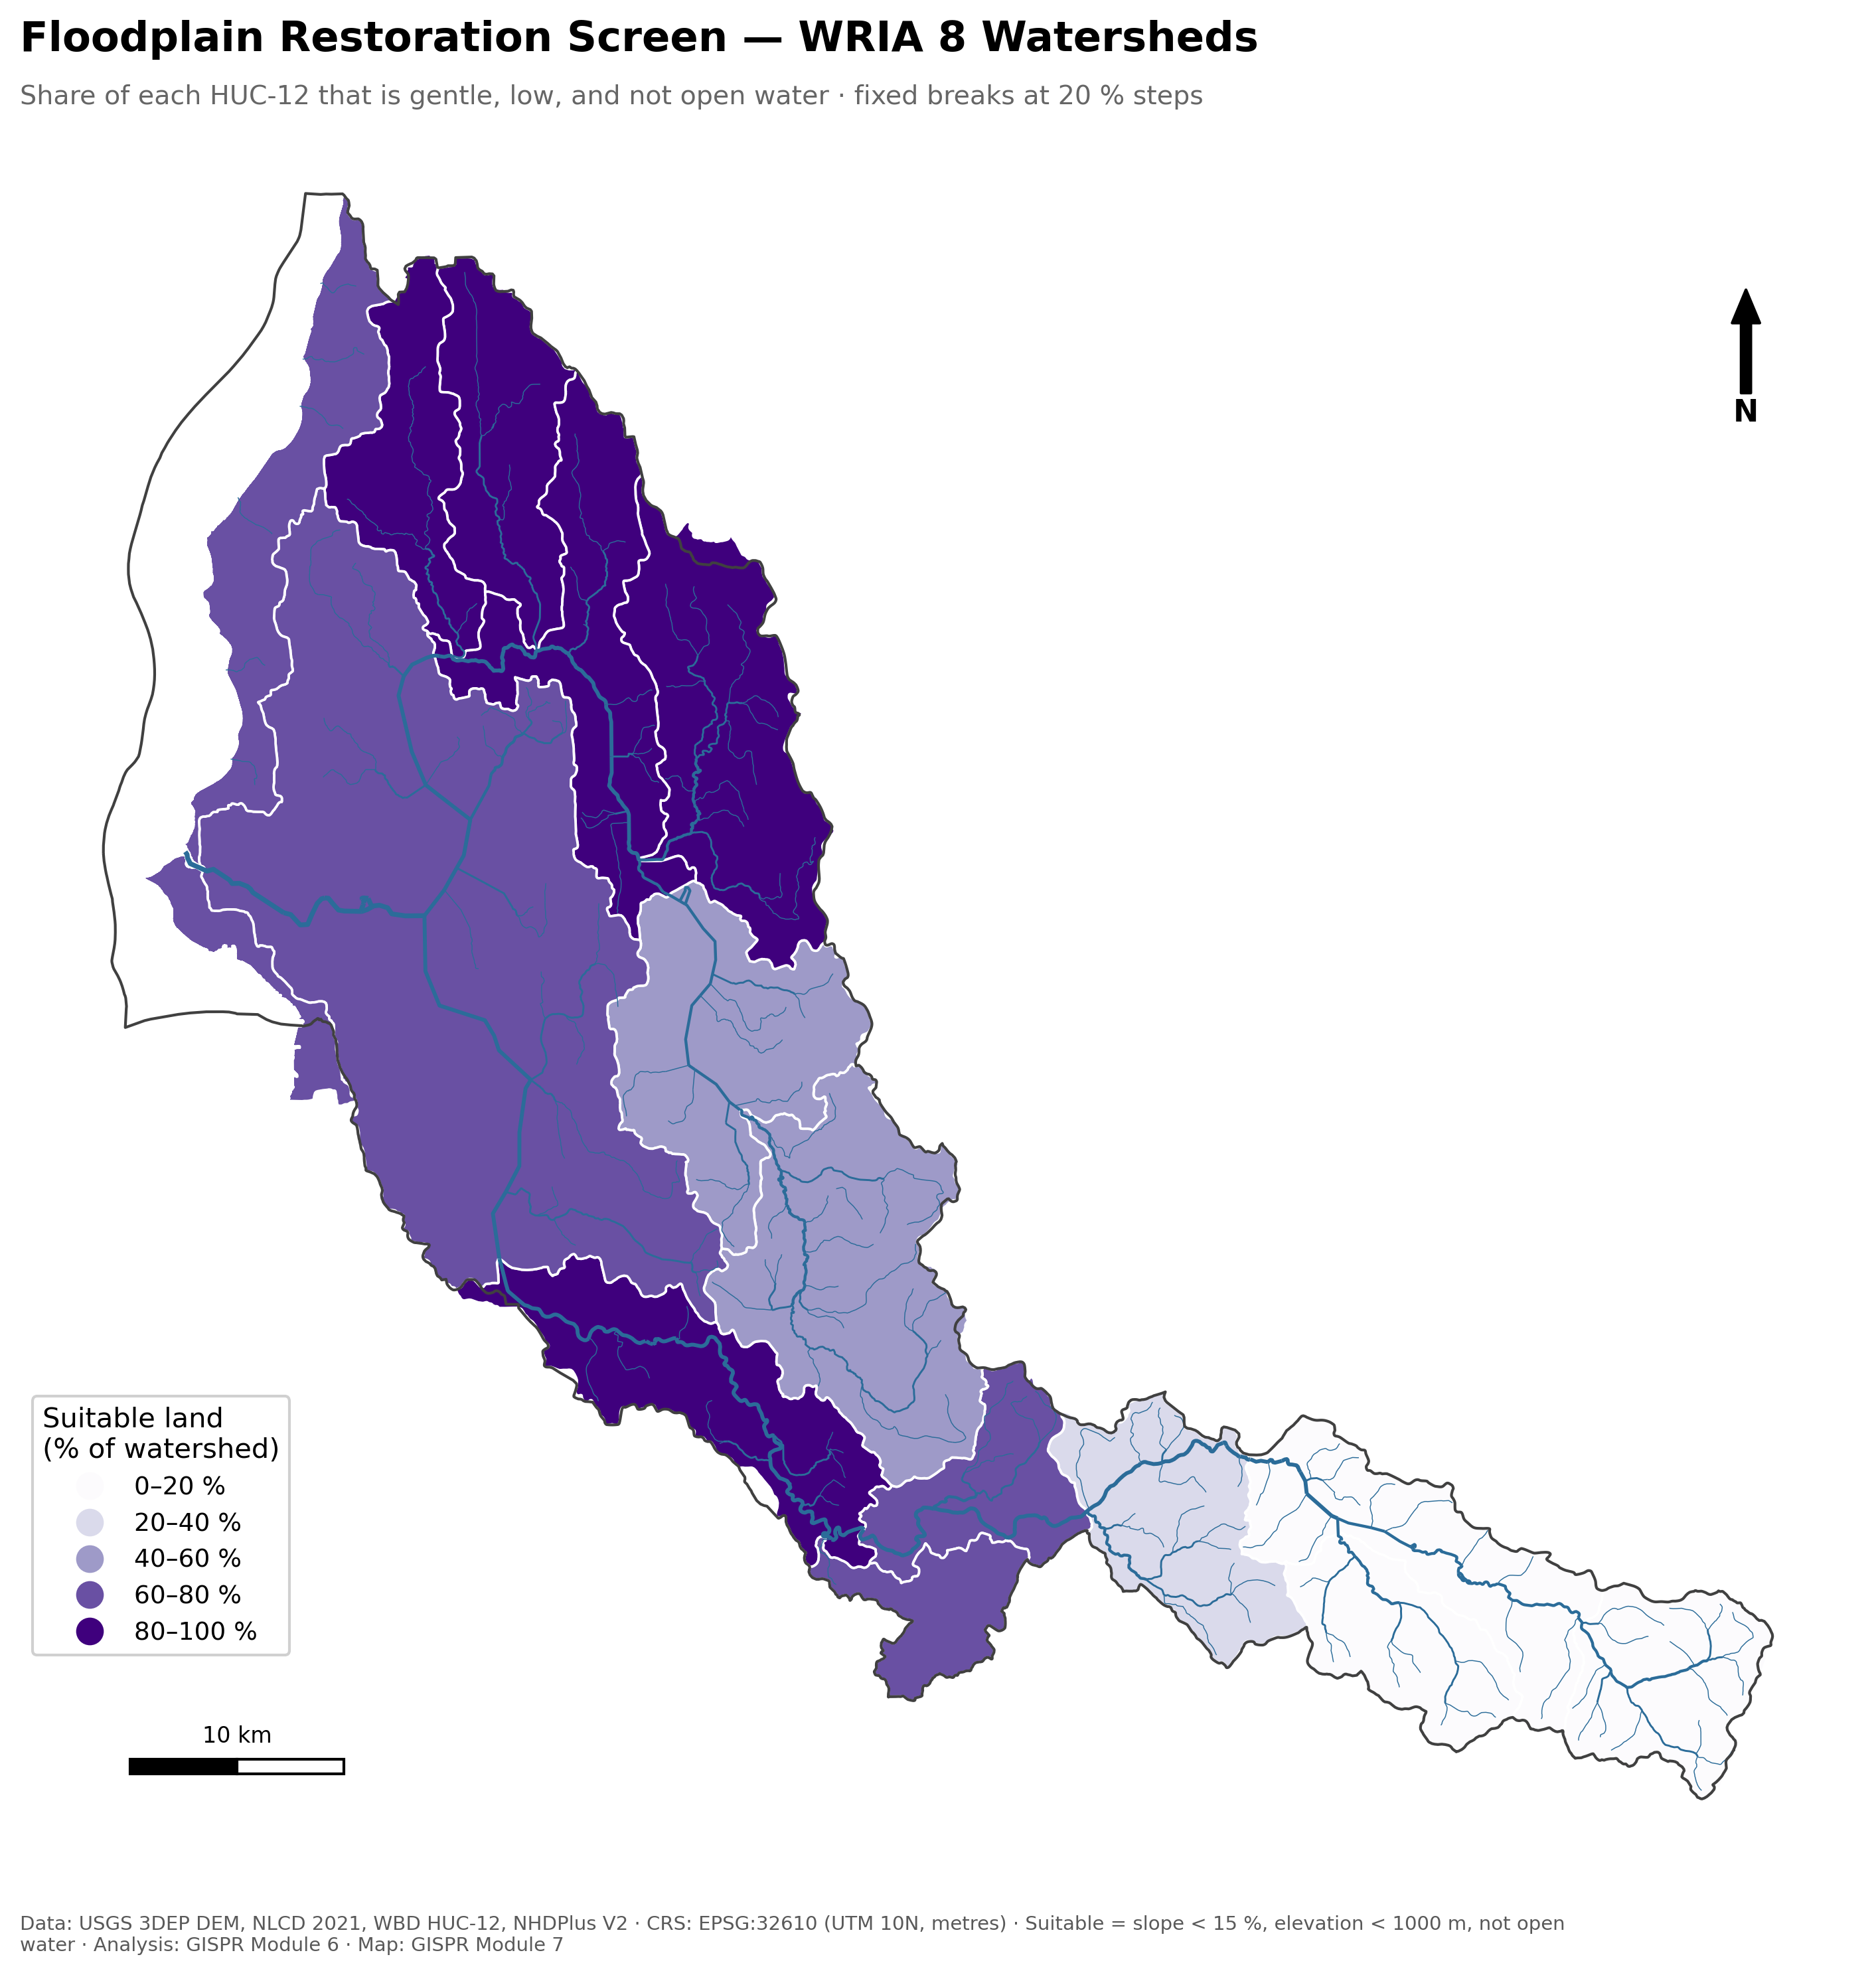 Floodplain Restoration Screen — WRIA 8 Watersheds
Share of each HUC-12 that is gentle, low, and not open water · fixed breaks at 20 % steps
N
Suitable land
(% of watershed)
0–20 %
20–40 %
40–60 %
60–80 %
80–100 %
10 km
Data: USGS 3DEP DEM, NLCD 2021, WBD HUC-12, NHDPlus V2 · CRS: EPSG:32610 (UTM 10N, metres) · Suitable = slope < 15 %, elevation < 1000 m, not open
water · Analysis: GISPR Module 6 · Map: GISPR Module 7